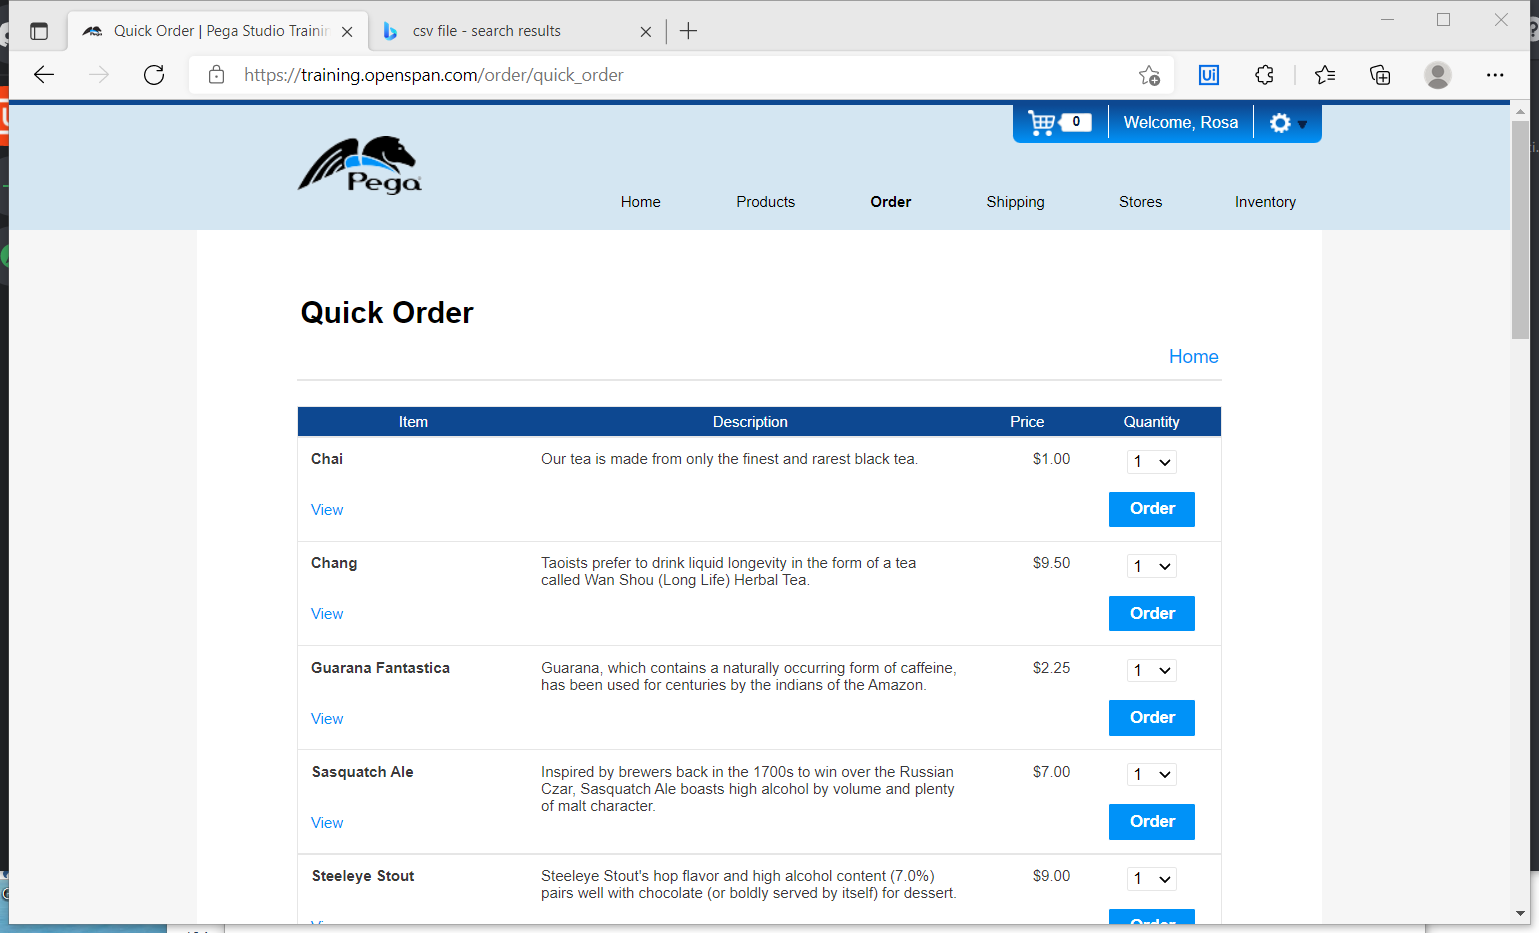 Quick Order | Pega Studio Trainin
csv file - search results
https://training.openspan.com/order/quick_order
Ui
0
Welcome, Rosa
Pega
Home
Products
Order
Shipping
Stores
Inventory
Quick Order
Home
Item Description Price Quantity
Chai
Our tea is made from only the finest and rarest black tea.
$1.00
1
View
Order
Chang
Taoists prefer to drink liquid longevity in the form of a tea
called Wan Shou (Long Life) Herbal Tea.
$9.50
1
View
Order
Guarana Fantastica
Guarana, which contains a naturally occurring form of caffeine,
has been used for centuries by the indians of the Amazon.
$2.25
1
View
Order
Sasquatch Ale
Inspired by brewers back in the 1700s to win over the Russian
Czar, Sasquatch Ale boasts high alcohol by volume and plenty
of malt character.
$7.00
1
View
Order
Steeleye Stout
Steeleye Stout's hop flavor and high alcohol content (7.0%)
pairs well with chocolate (or boldly served by itself) for dessert.
$9.00
1
Order